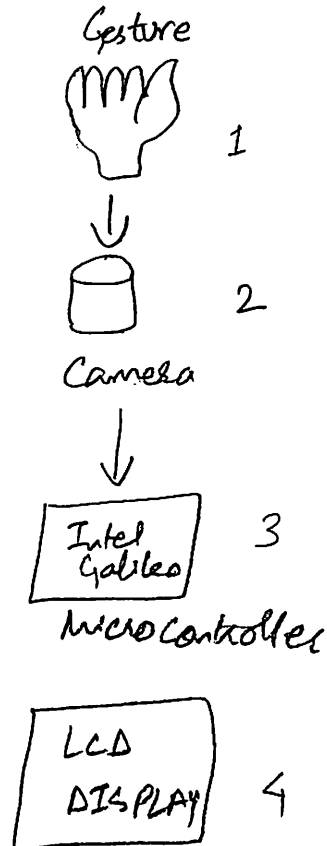 Gesture
1
2
Camera
Intel
Galileo
3
Microcontroller
LCD
DISPLAY
4